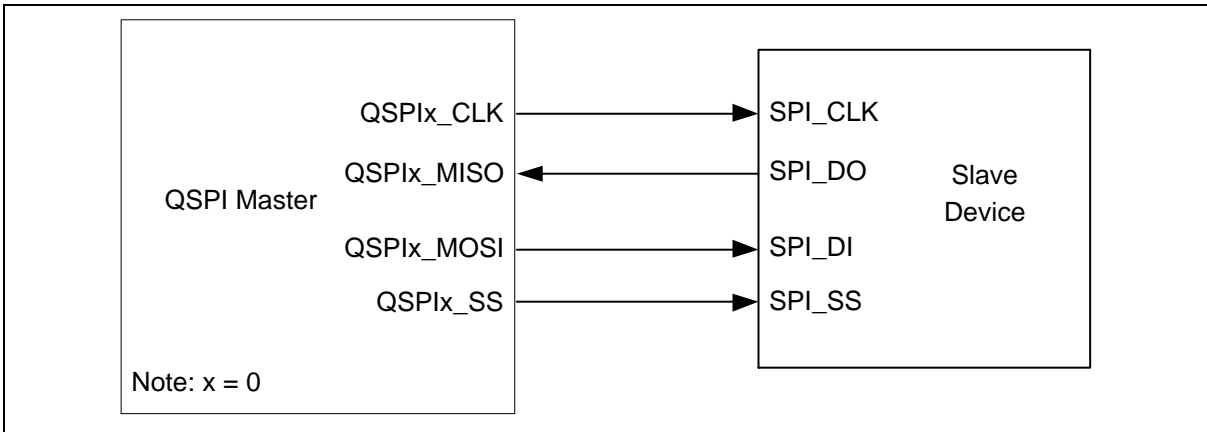 QSPI Master
QSPIx_CLK
QSPIx_MISO
QSPIx_MOSI
QSPIx_SS
Note: x = 0
SPI_CLK
SPI_DO
SPI_DI
SPI_SS
Slave
Device